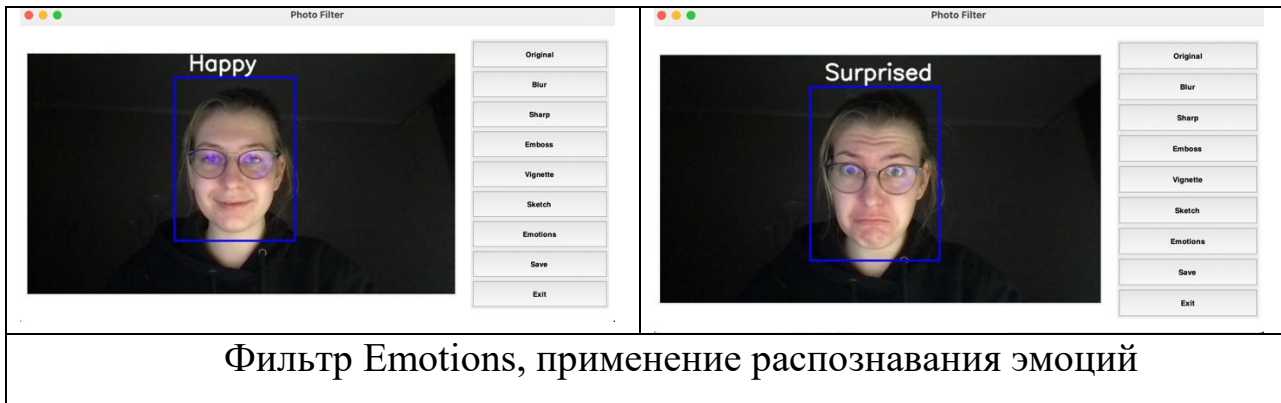 Photo Filter
Happy
Original
Blur
Sharp
Emboss
Vignette
Sketch
Emotions
Save
Exit
Photo Filter
Surprised
Original
Blur
Sharp
Emboss
Vignette
Sketch
Emotions
Save
Exit
Фильтр Emotions, применение распознавания эмоций